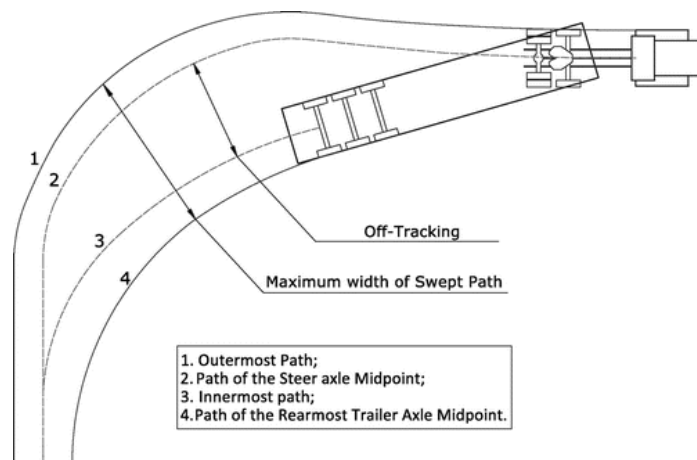 1
2
3
4
Off-Tracking
Maximum width of Swept Path
1. Outermost Path;
2. Path of the Steer axle Midpoint;
3. Innermost path;
4. Path of the Rearmost Trailer Axle Midpoint.